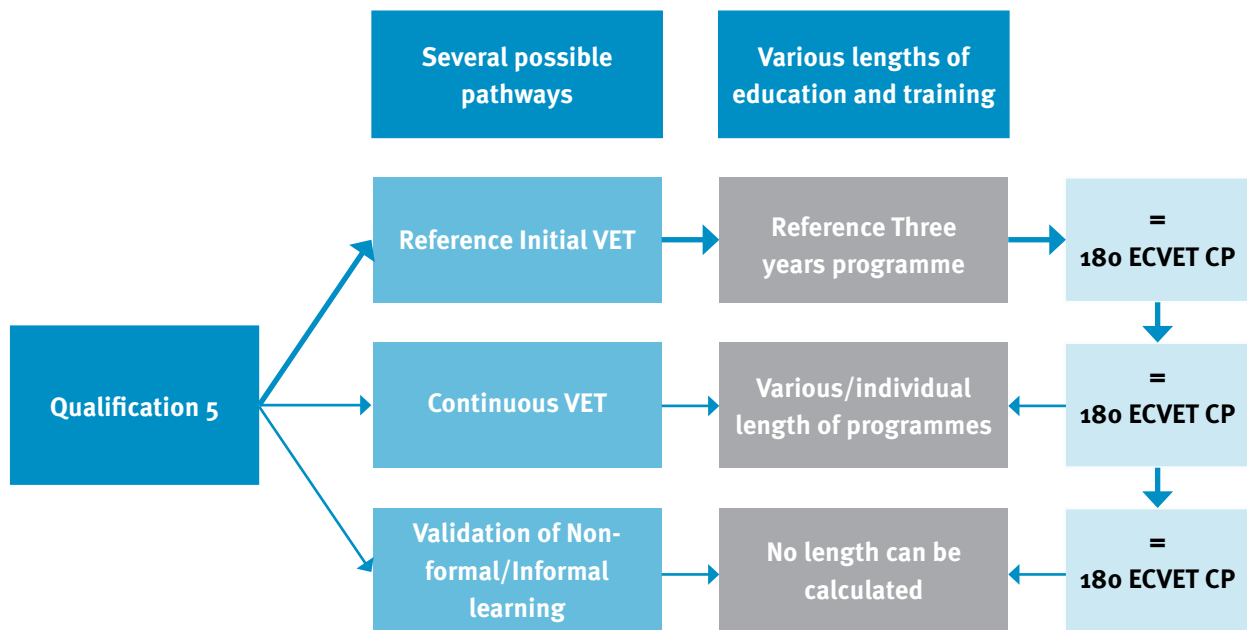 Several possible
pathways
Various lengths of
education and training
Reference Initial VET
Reference Three
years programme
=
180 ECVET CP
Qualification 5
Continuous VET
Various/individual
length of programmes
=
180 ECVET CP
Validation of Non-
formal/Informal
learning
No length can be
calculated
=
180 ECVET CP